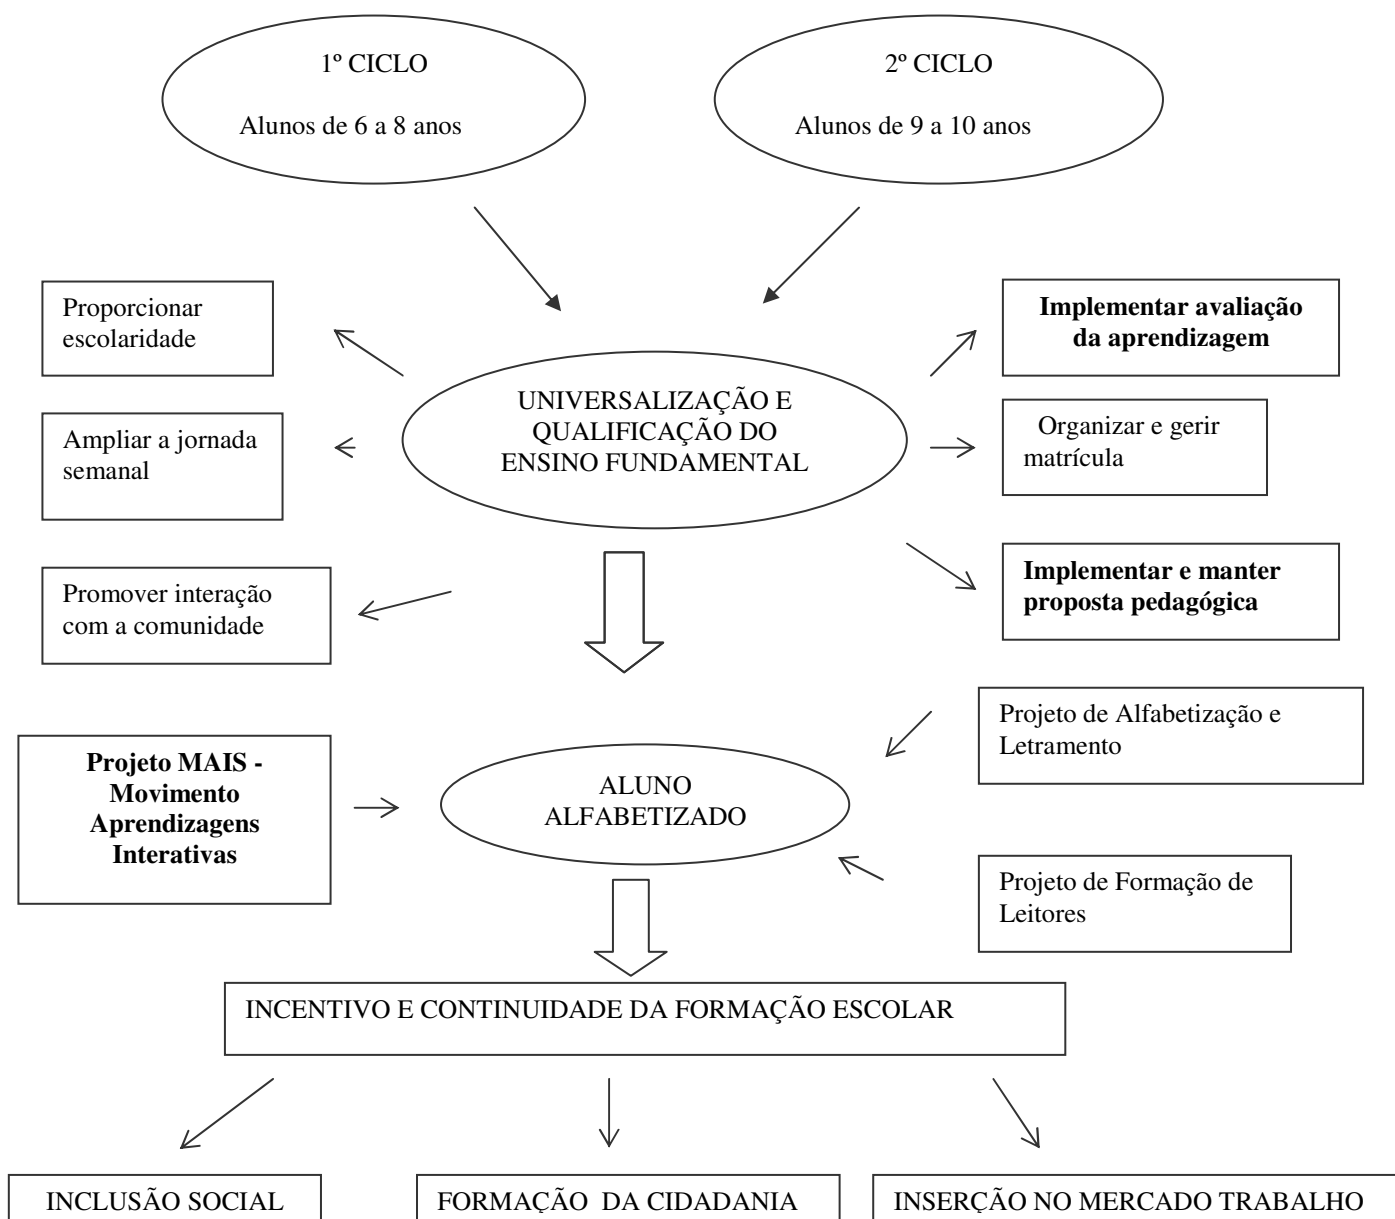 1º CICLO
Alunos de 6 a 8 anos
2º CICLO
Alunos de 9 a 10 anos
Proporcionar
escolaridade
Implementar avaliação
da aprendizagem
UNIVERSALIZAÇÃO E
QUALIFICAÇÃO DO
ENSINO FUNDAMENTAL
Ampliar a jornada
semanal
Organizar e gerir
matrícula
Promover interação
com a comunidade
Implementar e manter
proposta pedagógica
Projeto de Alfabetização e
Letramento
Projeto MAIS -
Movimento
Aprendizagens
Interativas
ALUNO
ALFABETIZADO
Projeto de Formação de
Leitores
INCENTIVO E CONTINUIDADE DA FORMAÇÃO ESCOLAR
INCLUSÃO SOCIAL
FORMAÇÃO DA CIDADANIA
INSERÇÃO NO MERCADO TRABALHO